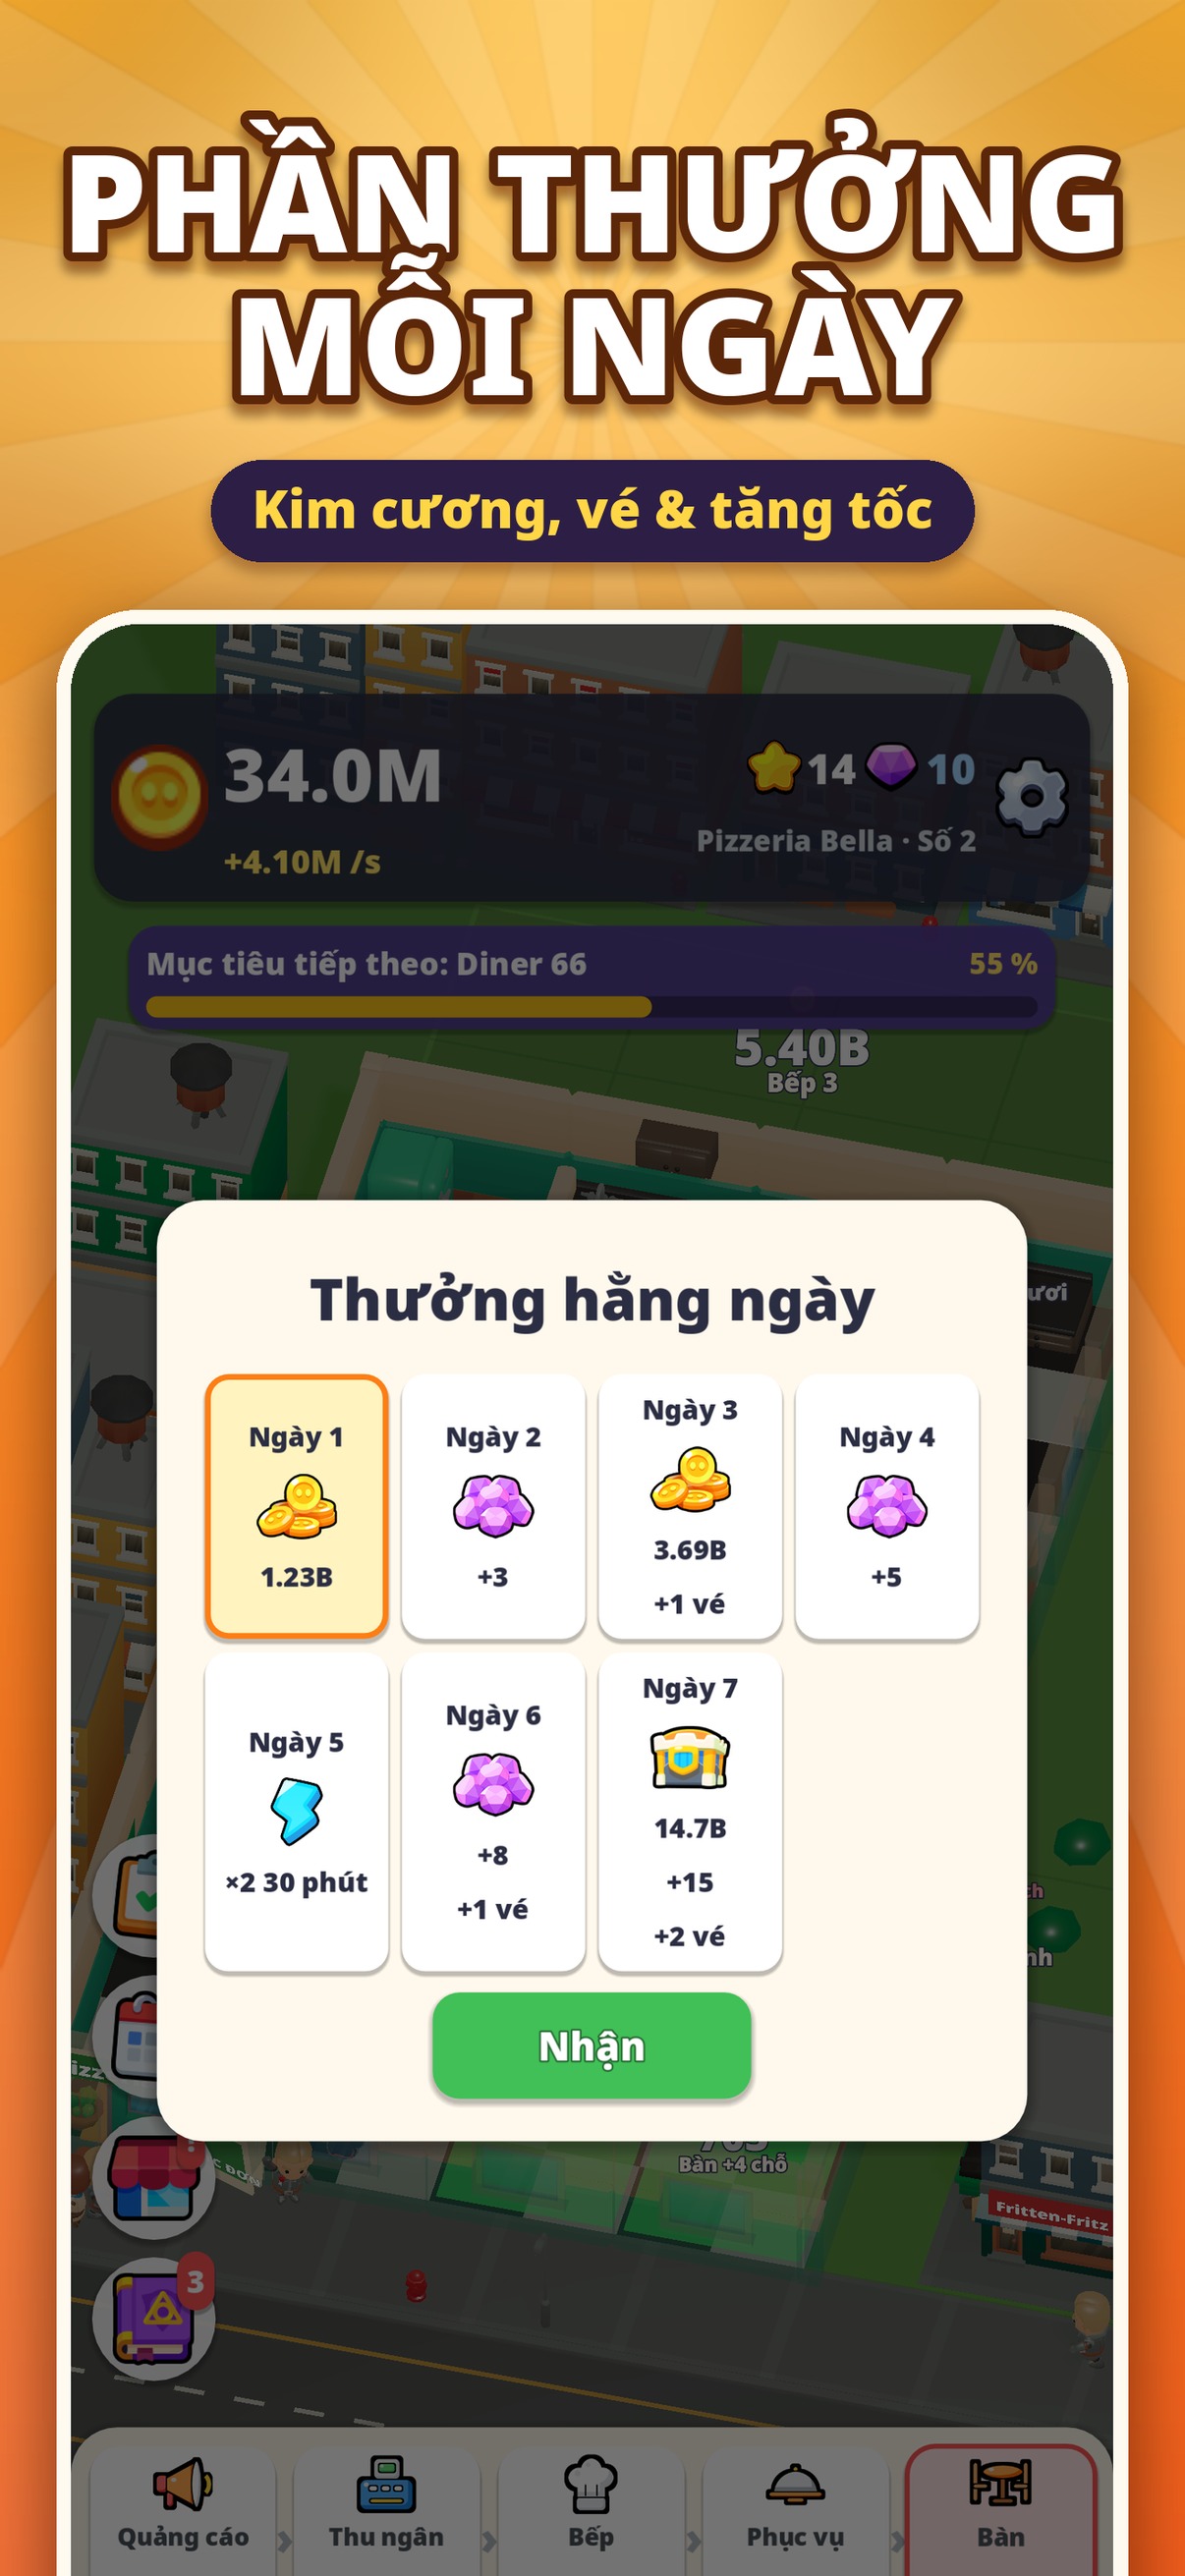 PHẦN THƯỞNG
MỖI NGÀY
Kim cương, vé & tăng tốc
34.0M
+4.10M /s
14
10
Pizzeria Bella · Số 2
Mục tiêu tiếp theo: Diner 66
55 %
5.40B
Bếp 3
Thưởng hằng ngày
Ngày 1
1.23B
Ngày 2
+3
Ngày 3
3.69B
+1 vé
Ngày 4
+5
Ngày 5
×2 30 phút
Ngày 6
+8
+1 vé
Ngày 7
14.7B
+15
+2 vé
Nhận
Bàn +4 chỗ
Fritten-Fritz
3
Quảng cáo
Thu ngân
Bếp
Phục vụ
Bàn